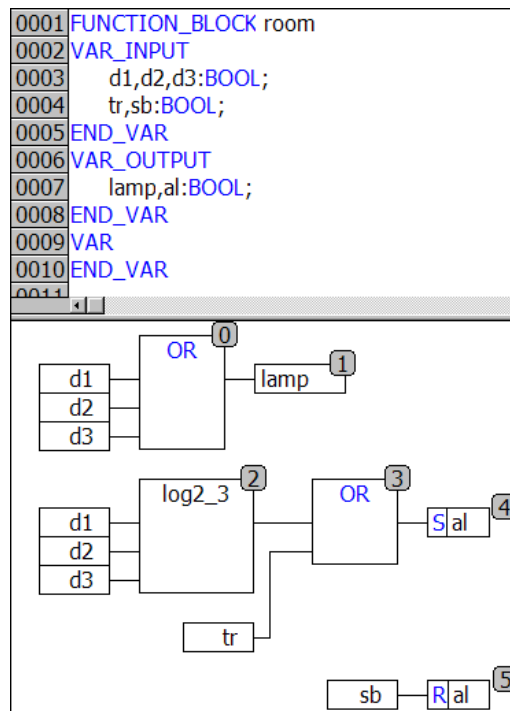 0001 FUNCTION_BLOCK room
0002 VAR_INPUT
0003 d1,d2,d3:BOOL;
0004 tr,sb:BOOL;
0005 END_VAR
0006 VAR_OUTPUT
0007 lamp,al:BOOL;
0008 END_VAR
0009 VAR
0010 END_VAR
0011
0
OR
1
d1
lamp
d2
d3
2
3
log2_3
OR
4
d1
S al
d2
d3
tr
5
sb
R al